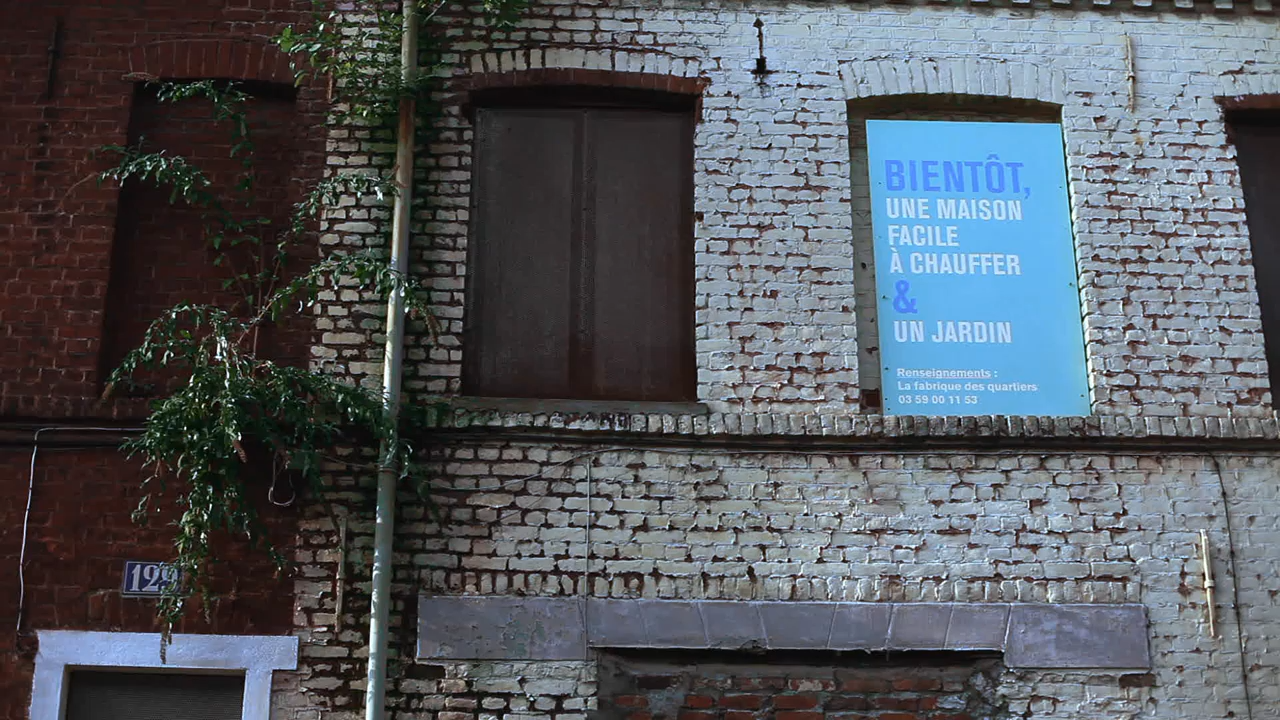 BIENTÔT,
UNE MAISON
FACILE
À CHAUFFER
&
UN JARDIN
Renseignements :
La fabrique des quartiers
03 59 00 11 53